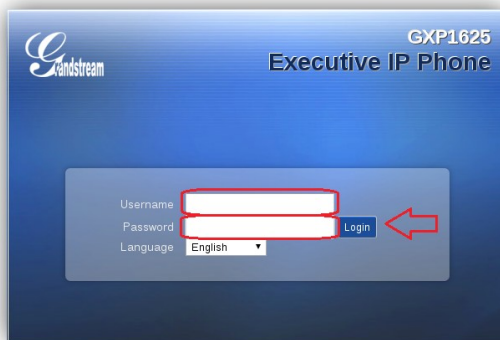 Grandstream
GXP1625
Executive IP Phone
Username
Password
Login
Language
English